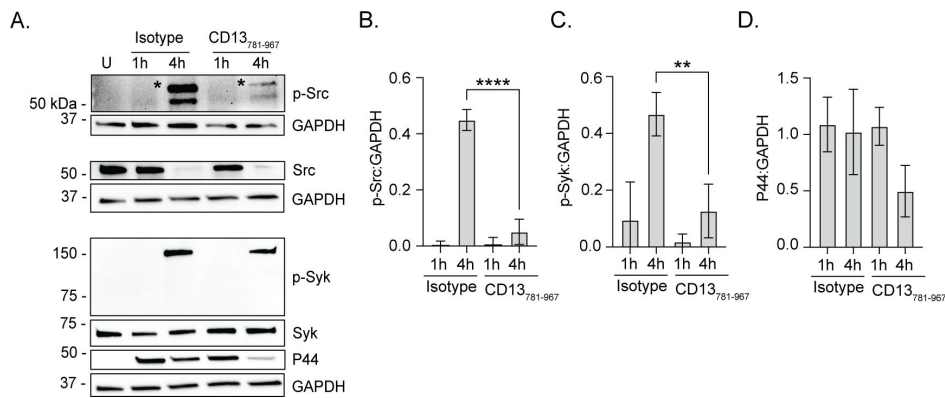 A.
Isotype
CD13781-967
U 1h 4h 1h 4h
* *
p-Src
50 kDa -
37 -
GAPDH
50 -
Src
37 -
GAPDH
150 -
p-Syk
75 -
75 -
Syk
50 -
P44
37 -
GAPDH
B.
p-Src:GAPDH
0.6
0.4
0.2
0.0
****
1h 4h 1h 4h
Isotype
CD13781-967
C.
p-Syk:GAPDH
0.6
0.4
0.2
0.0
**
1h 4h 1h 4h
Isotype
CD13781-967
D.
P44:GAPDH
1.5
1.0
0.5
0.0
1h 4h 1h 4h
Isotype
CD13781-967